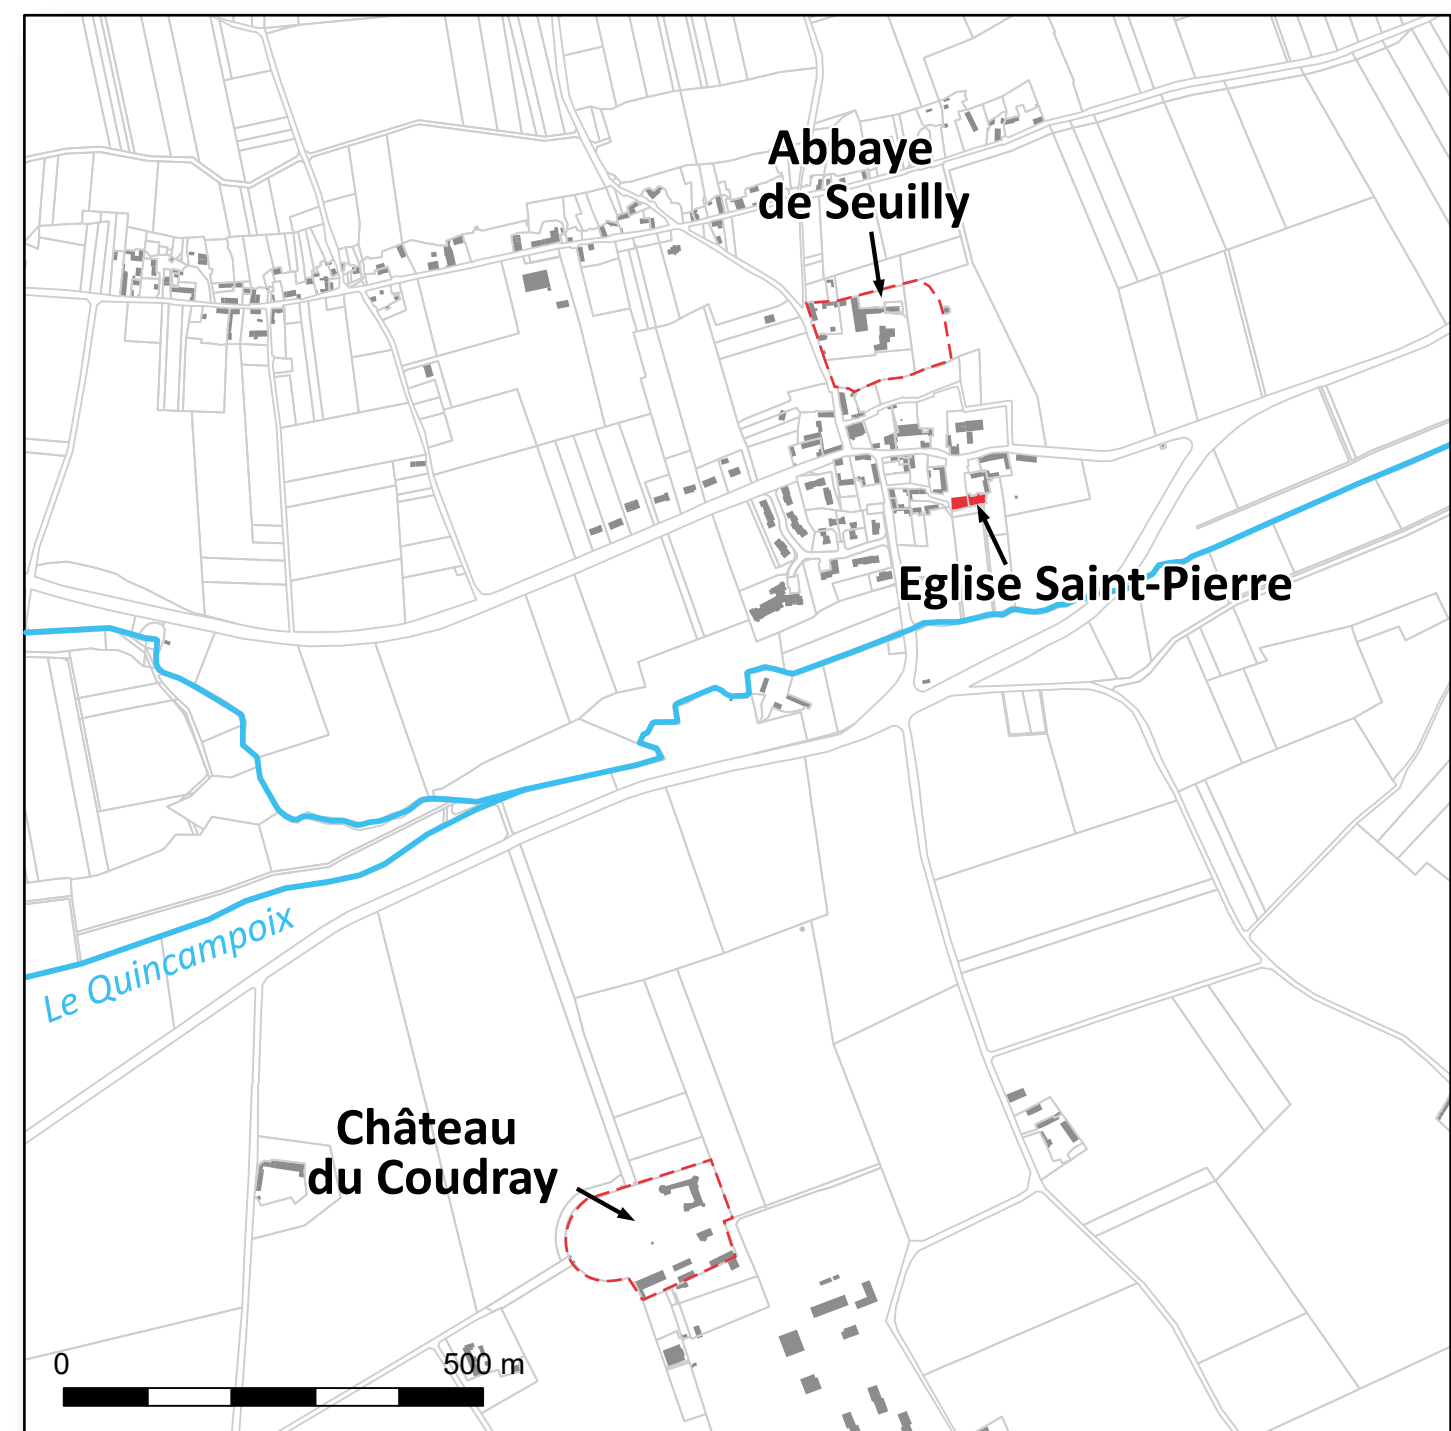 Abbaye
de Seuilly
Eglise Saint-Pierre
Le Quincampoix
Château
du Coudray
0 500 m